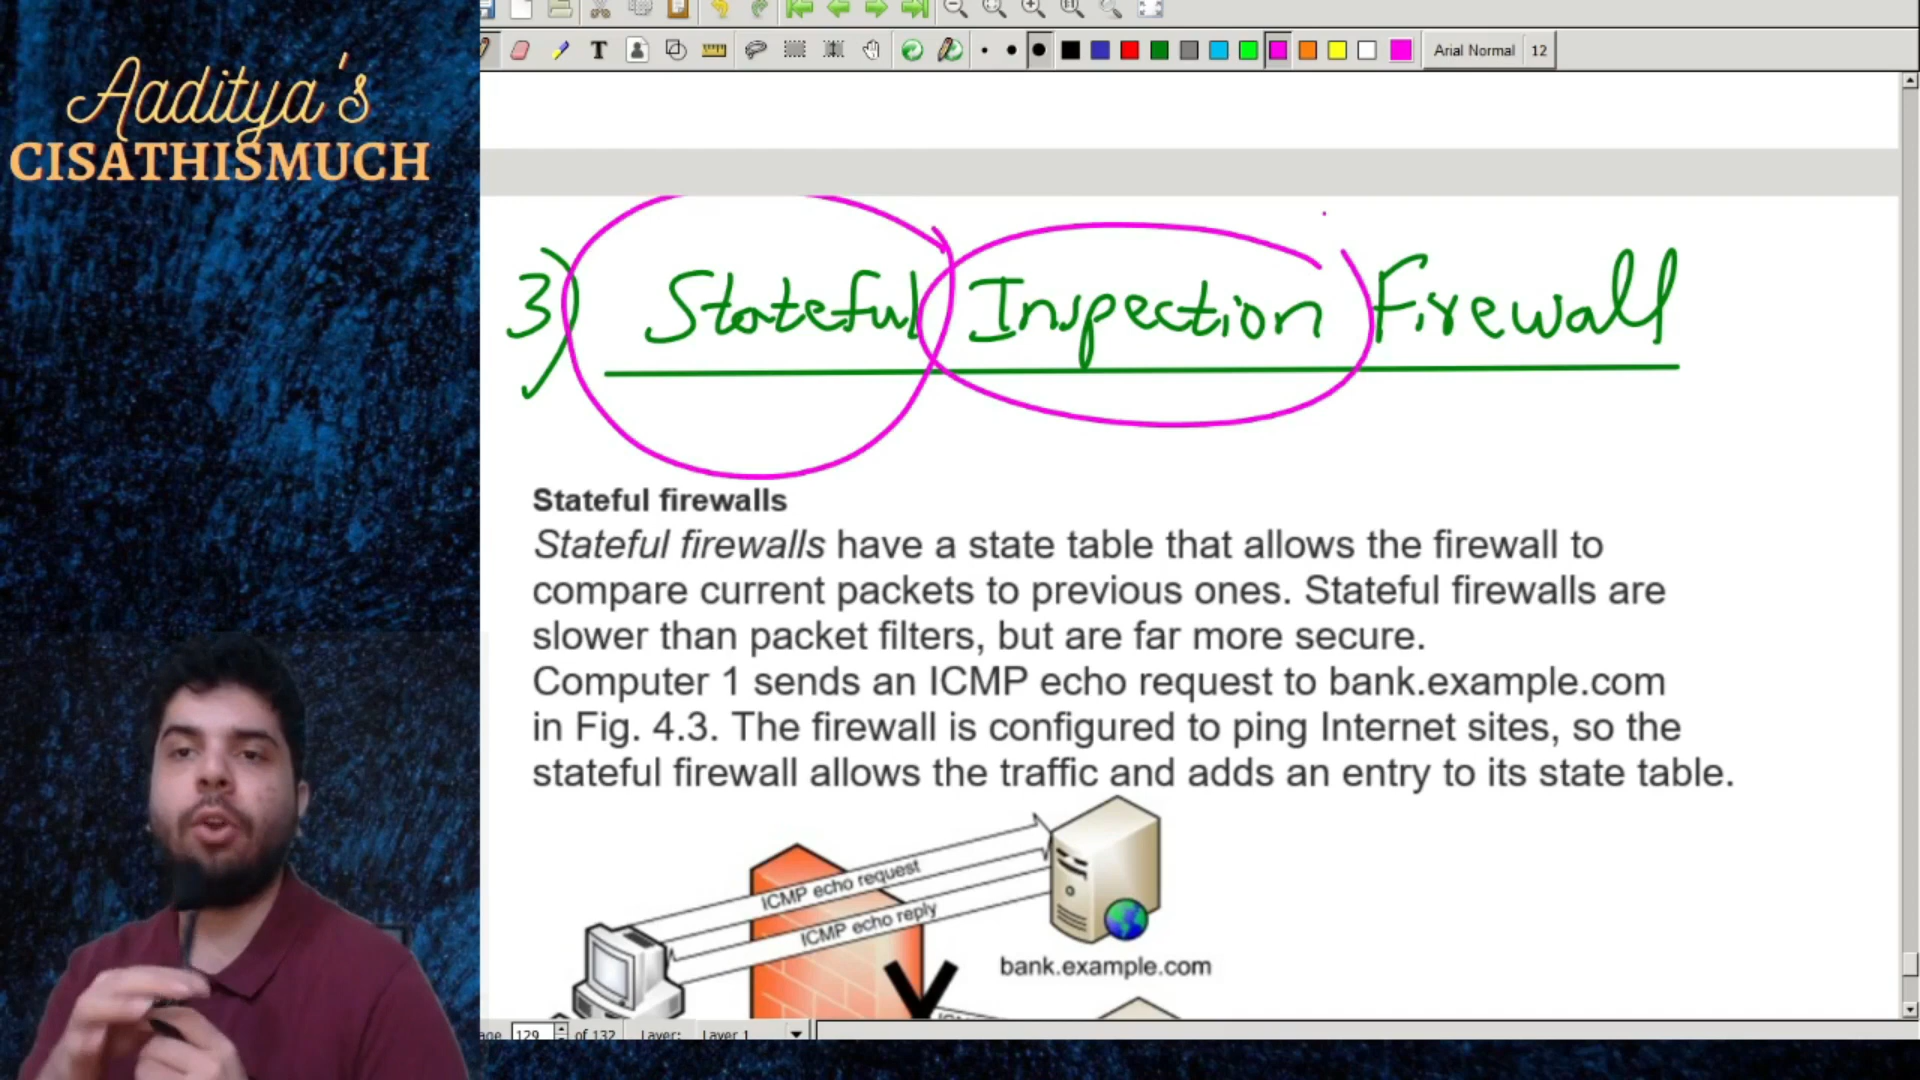 Aaditya's
CISATHISMUCH
Arial Normal 12
3) Stateful Inspection Firewall
Stateful firewalls
Stateful firewalls have a state table that allows the firewall to
compare current packets to previous ones. Stateful firewalls are
slower than packet filters, but are far more secure.
Computer 1 sends an ICMP echo request to bank.example.com
in Fig. 4.3. The firewall is configured to ping Internet sites, so the
stateful firewall allows the traffic and adds an entry to its state table.
ICMP echo request
ICMP echo reply
bank.example.com
129 of 132 Layer: Layer 1